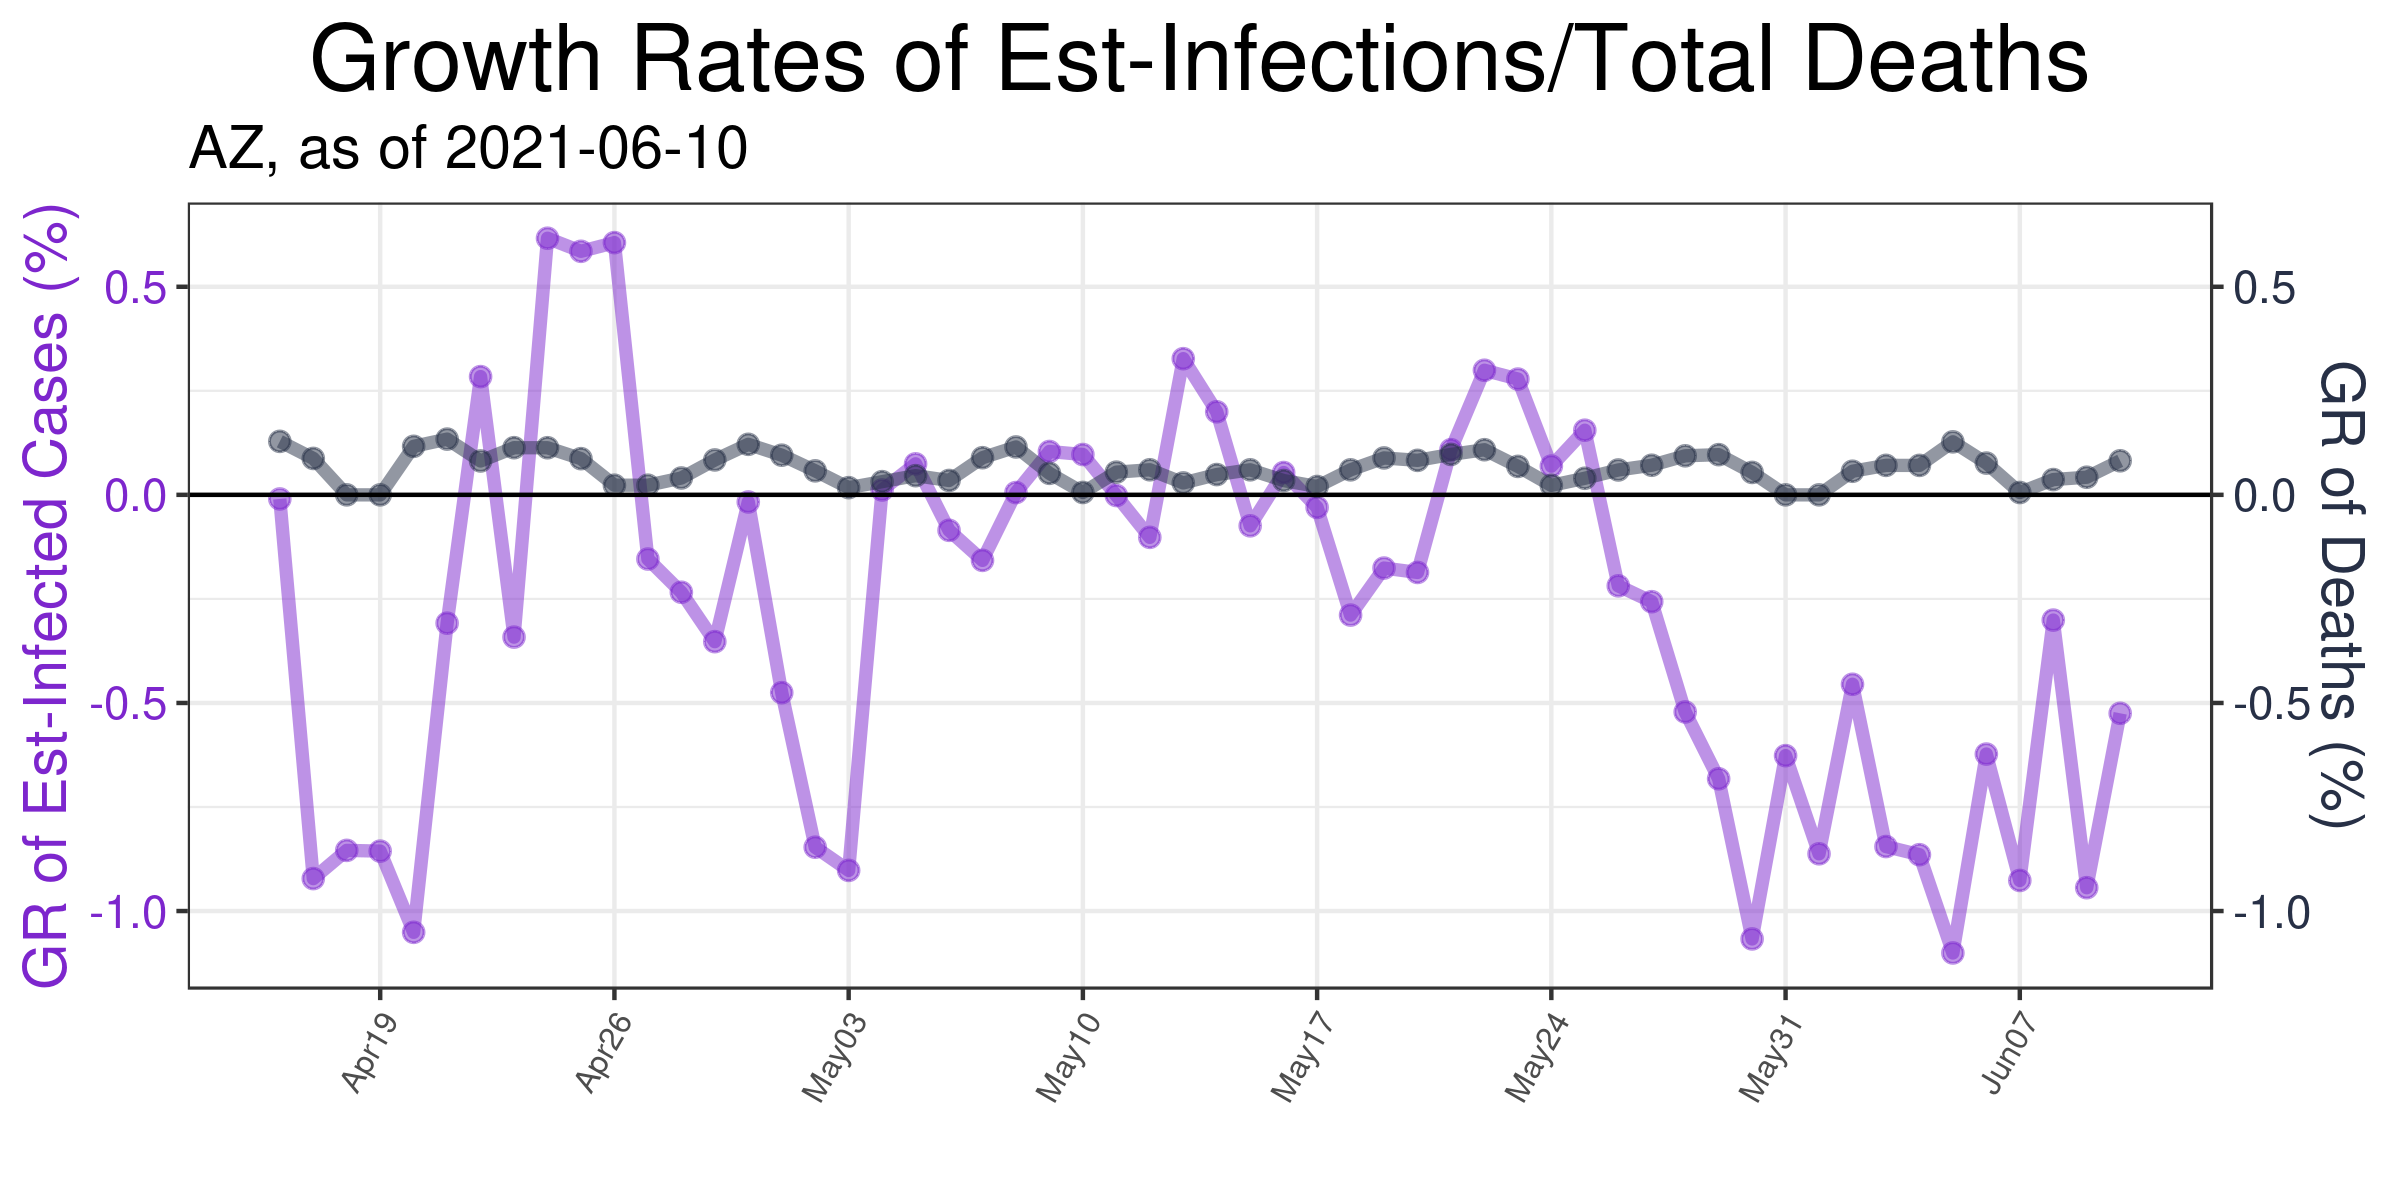 Growth Rates of Est-Infections/Total Deaths
AZ, as of 2021-06-10
GR of Est-Infected Cases (%)
0.5
0.0
-0.5
-1.0
0.5
0.0
-0.5
-1.0
GR of Deaths (%)
Apr19
Apr26
May03
May10
May17
May24
May31
Jun07